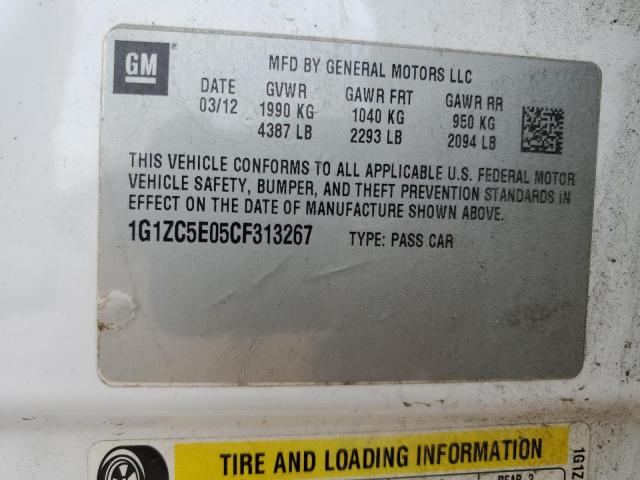 GM
MFD BY GENERAL MOTORS LLC
DATE GVWR GAWR FRT GAWR RR
03/12 1990 KG 1040 KG 950 KG
4387 LB 2293 LB 2094 LB
THIS VEHICLE CONFORMS TO ALL APPLICABLE U.S. FEDERAL MOTOR
VEHICLE SAFETY, BUMPER, AND THEFT PREVENTION STANDARDS IN
EFFECT ON THE DATE OF MANUFACTURE SHOWN ABOVE.
1G1ZC5E05CF313267 TYPE: PASS CAR
TIRE AND LOADING INFORMATION
1G1Z
REAR 3